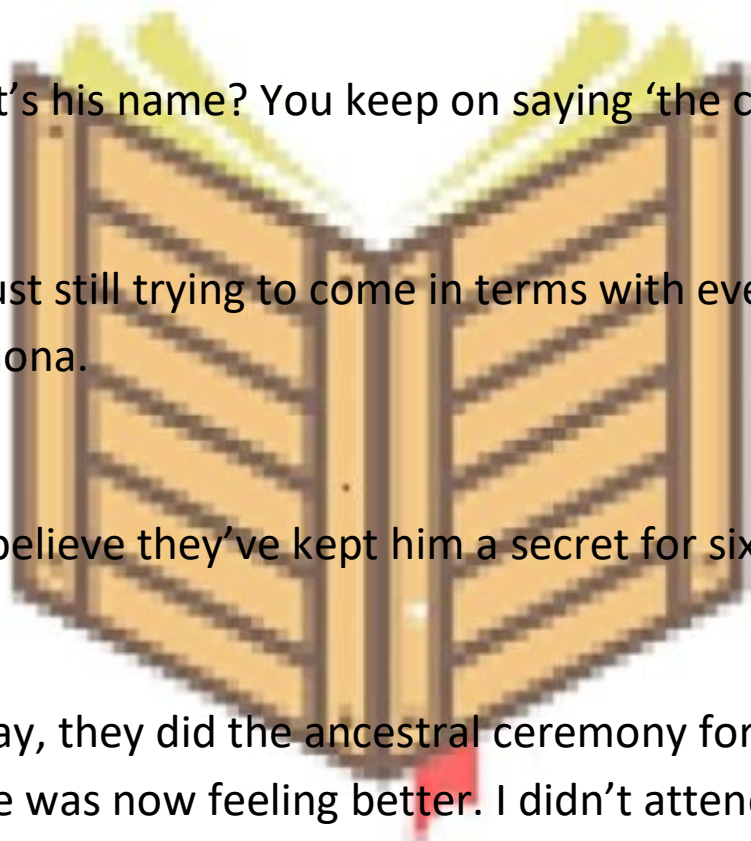 t’s his name? You keep on saying ‘the c
ust still trying to come in terms with eve
ona.
believe they’ve kept him a secret for six
ay, they did the ancestral ceremony for
e was now feeling better. I didn’t attend